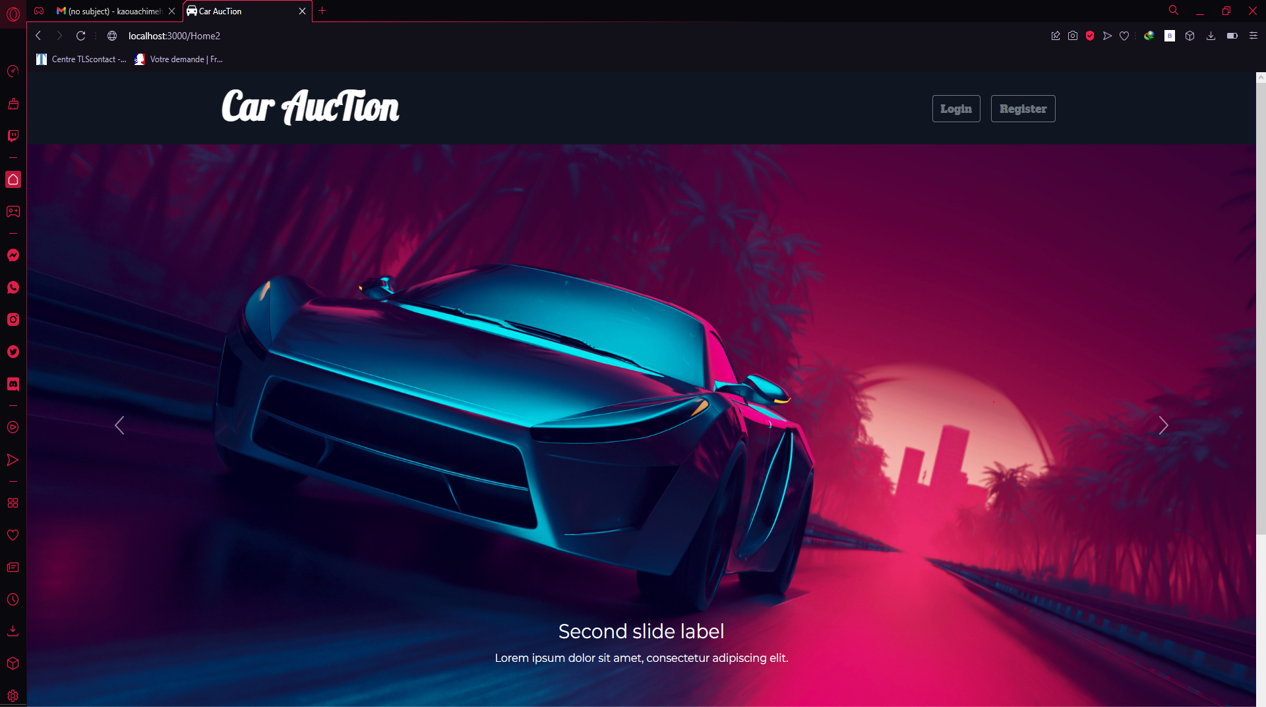 (no subject) - kaouachimeh
Car AucTion
localhost:3000/Home2
Centre TLScontact -...
Votre demande | Fr...
Car AucTion
Login
Register
Second slide label
Lorem ipsum dolor sit amet, consectetur adipiscing elit.